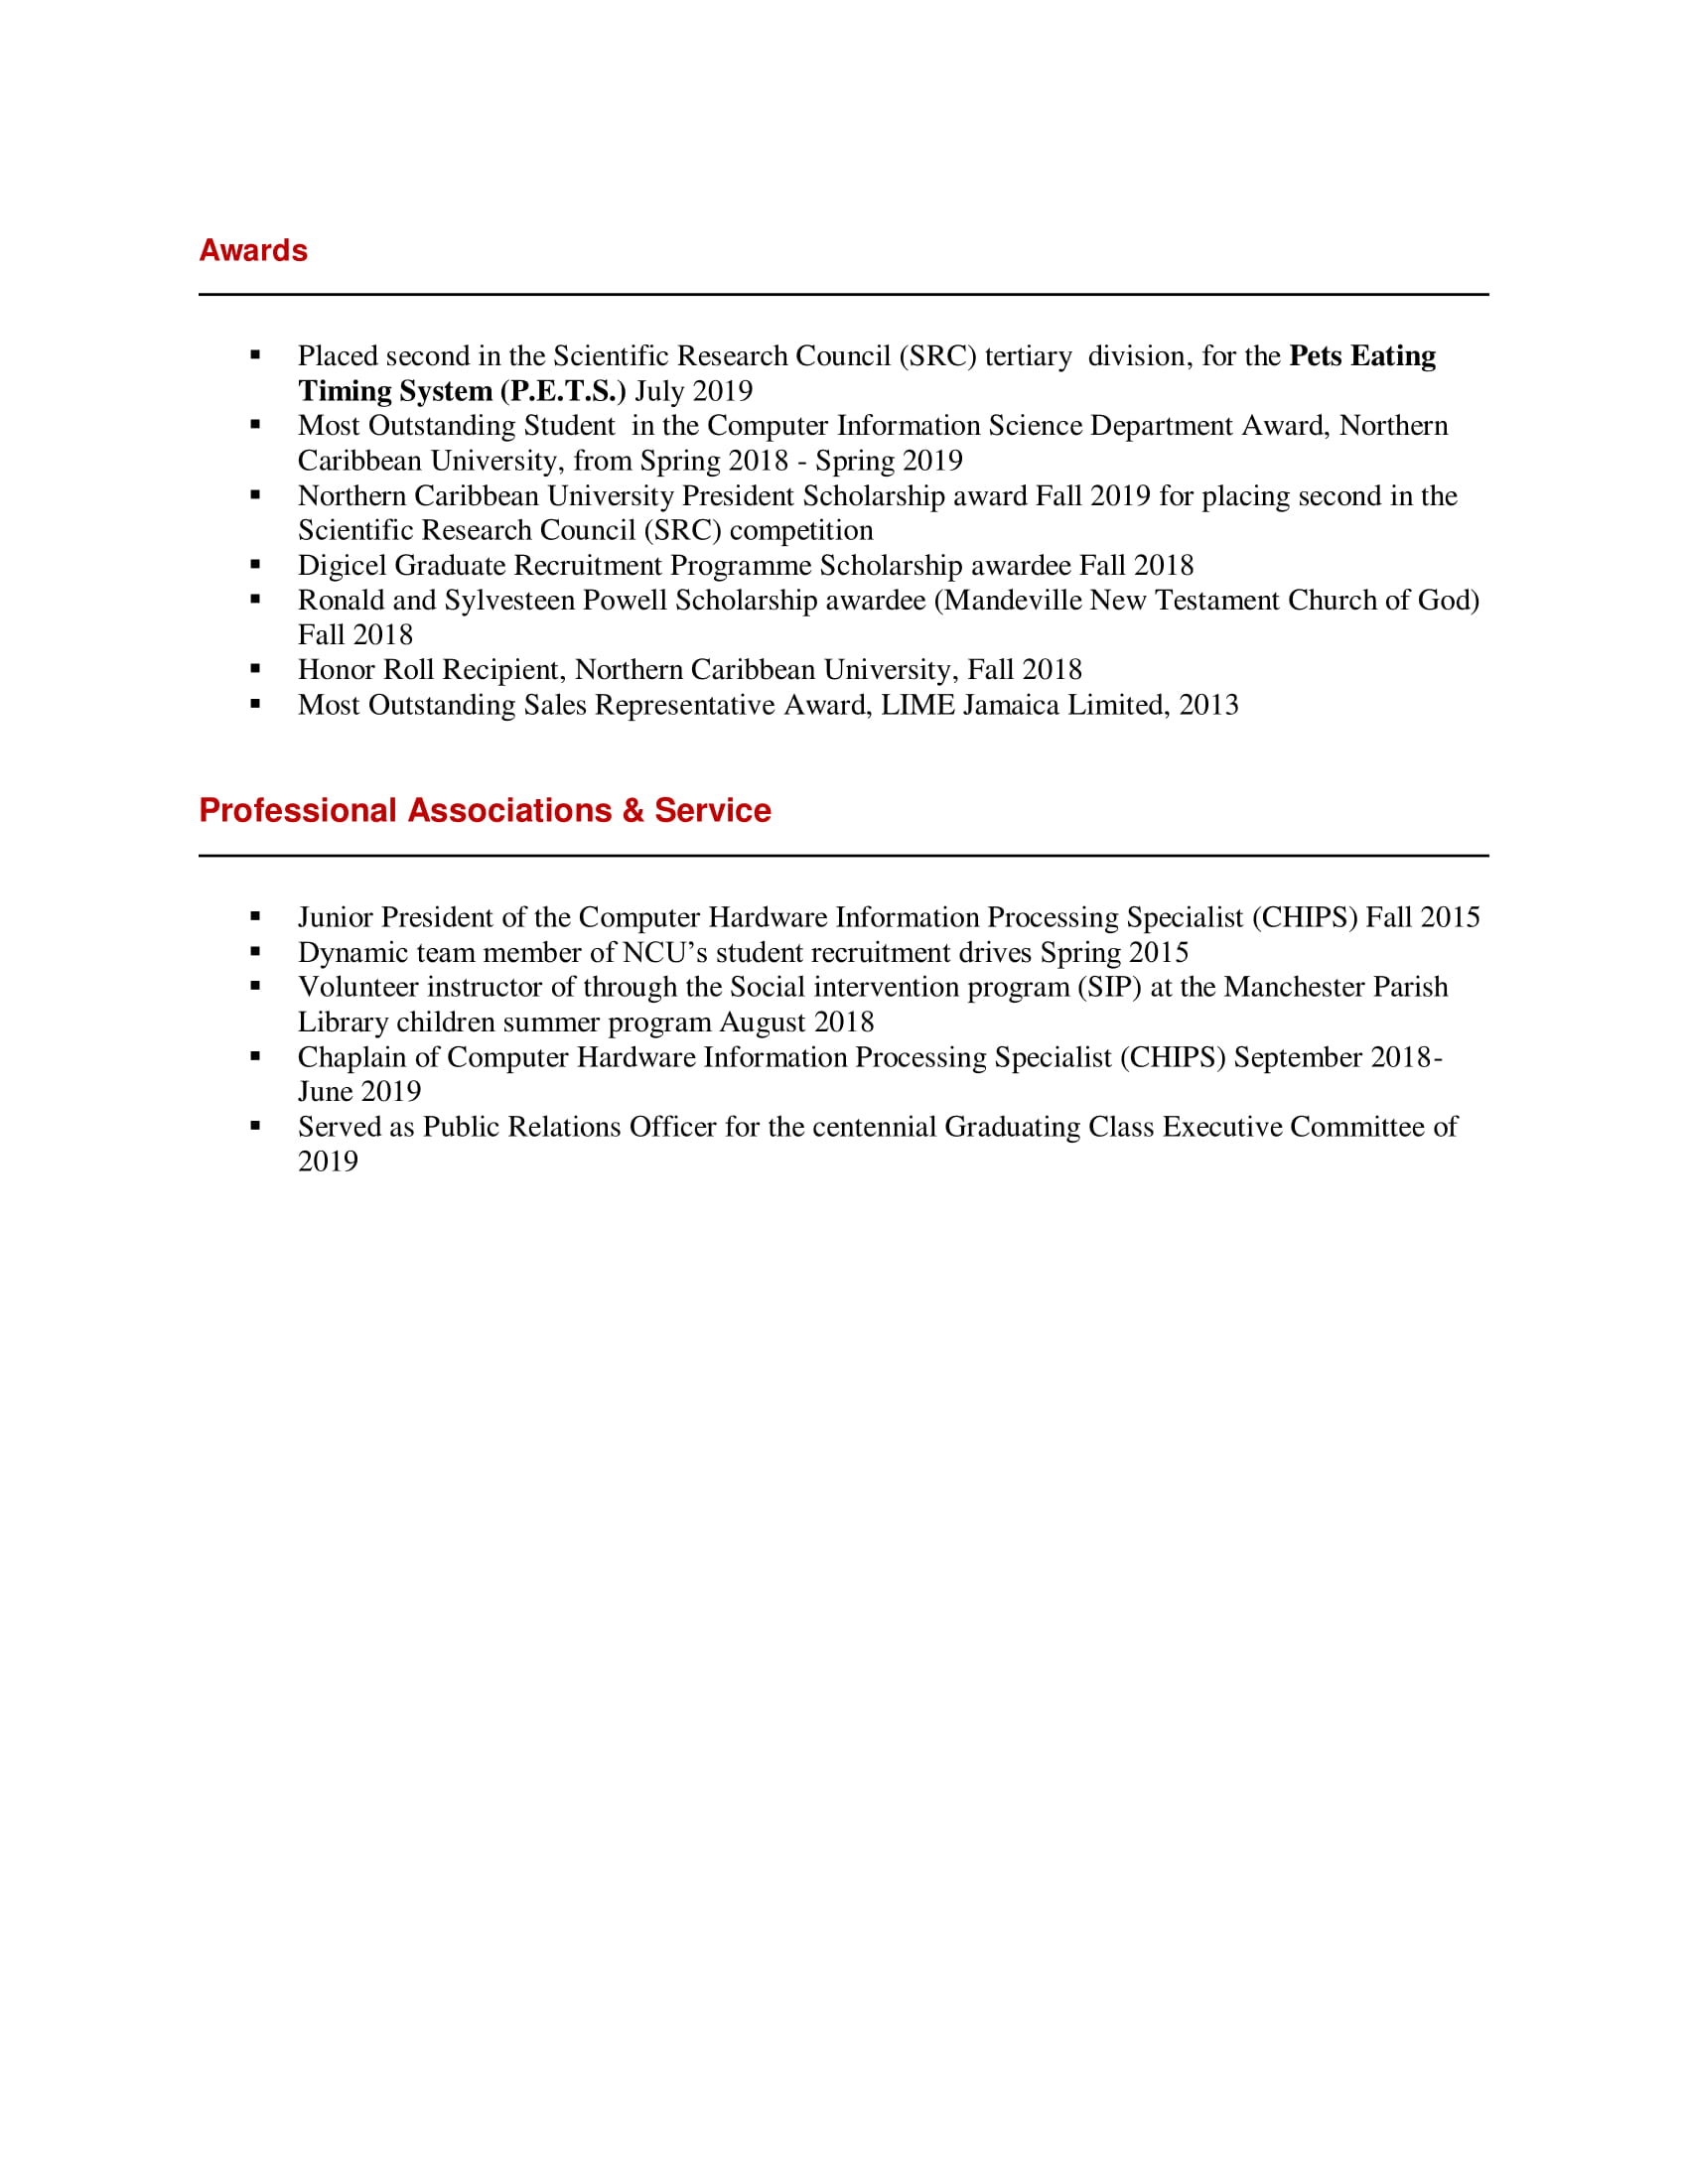 Awards
▪ Placed second in the Scientific Research Council (SRC) tertiary  division, for the Pets Eating
Timing System (P.E.T.S.) July 2019
▪ Most Outstanding Student  in the Computer Information Science Department Award, Northern
Caribbean University, from Spring 2018 - Spring 2019
▪ Northern Caribbean University President Scholarship award Fall 2019 for placing second in the
Scientific Research Council (SRC) competition
▪ Digicel Graduate Recruitment Programme Scholarship awardee Fall 2018
▪ Ronald and Sylvesteen Powell Scholarship awardee (Mandeville New Testament Church of God)
Fall 2018
▪ Honor Roll Recipient, Northern Caribbean University, Fall 2018
▪ Most Outstanding Sales Representative Award, LIME Jamaica Limited, 2013
Professional Associations & Service
▪ Junior President of the Computer Hardware Information Processing Specialist (CHIPS) Fall 2015
▪ Dynamic team member of NCU’s student recruitment drives Spring 2015
▪ Volunteer instructor of through the Social intervention program (SIP) at the Manchester Parish
Library children summer program August 2018
▪ Chaplain of Computer Hardware Information Processing Specialist (CHIPS) September 2018-
June 2019
▪ Served as Public Relations Officer for the centennial Graduating Class Executive Committee of
2019